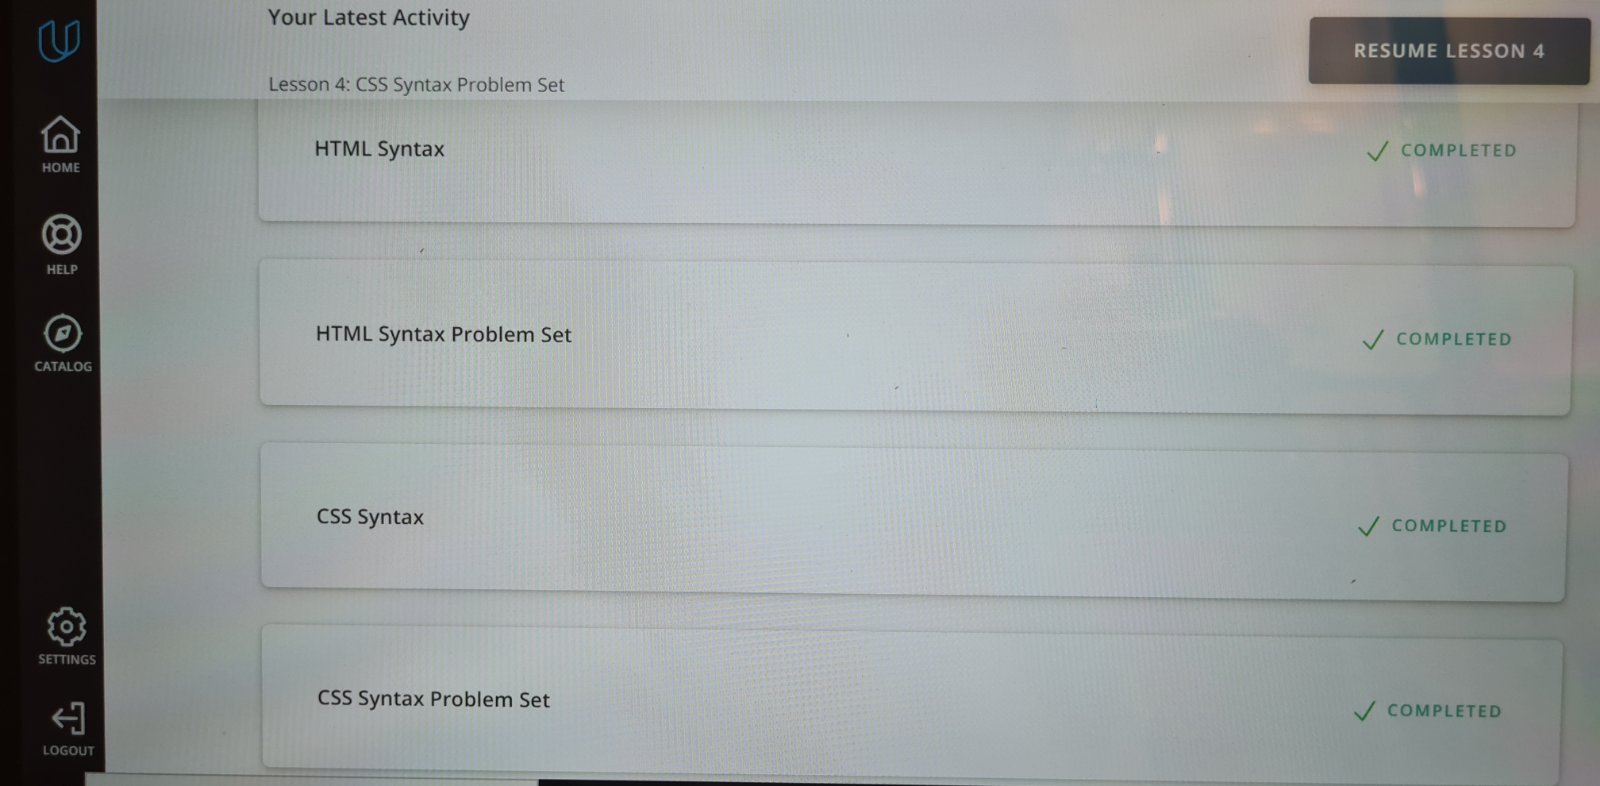 Your Latest Activity
RESUME LESSON 4
Lesson 4: CSS Syntax Problem Set
HOME
HELP
CATALOG
SETTINGS
LOGOUT
HTML Syntax
COMPLETED
HTML Syntax Problem Set
COMPLETED
CSS Syntax
COMPLETED
CSS Syntax Problem Set
COMPLETED